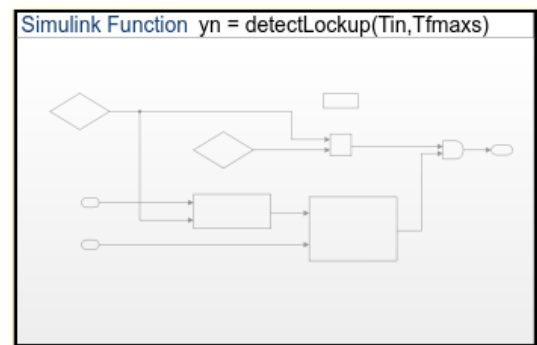 Simulink Function yn = detectLockup(Tin,Tfmaxs)